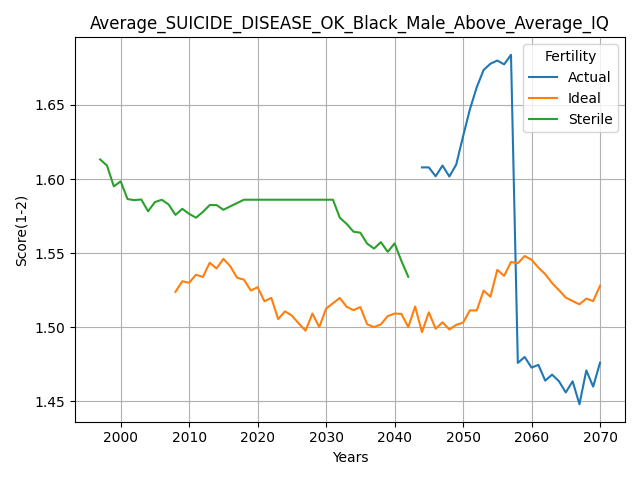 Average_SUICIDE_DISEASE_OK_Black_Male_Above_Average_IQ
Score(1-2)
1.65
1.60
1.55
1.50
1.45
Fertility
Actual
Ideal
Sterile
2000 2010 2020 2030 2040 2050 2060 2070
Years